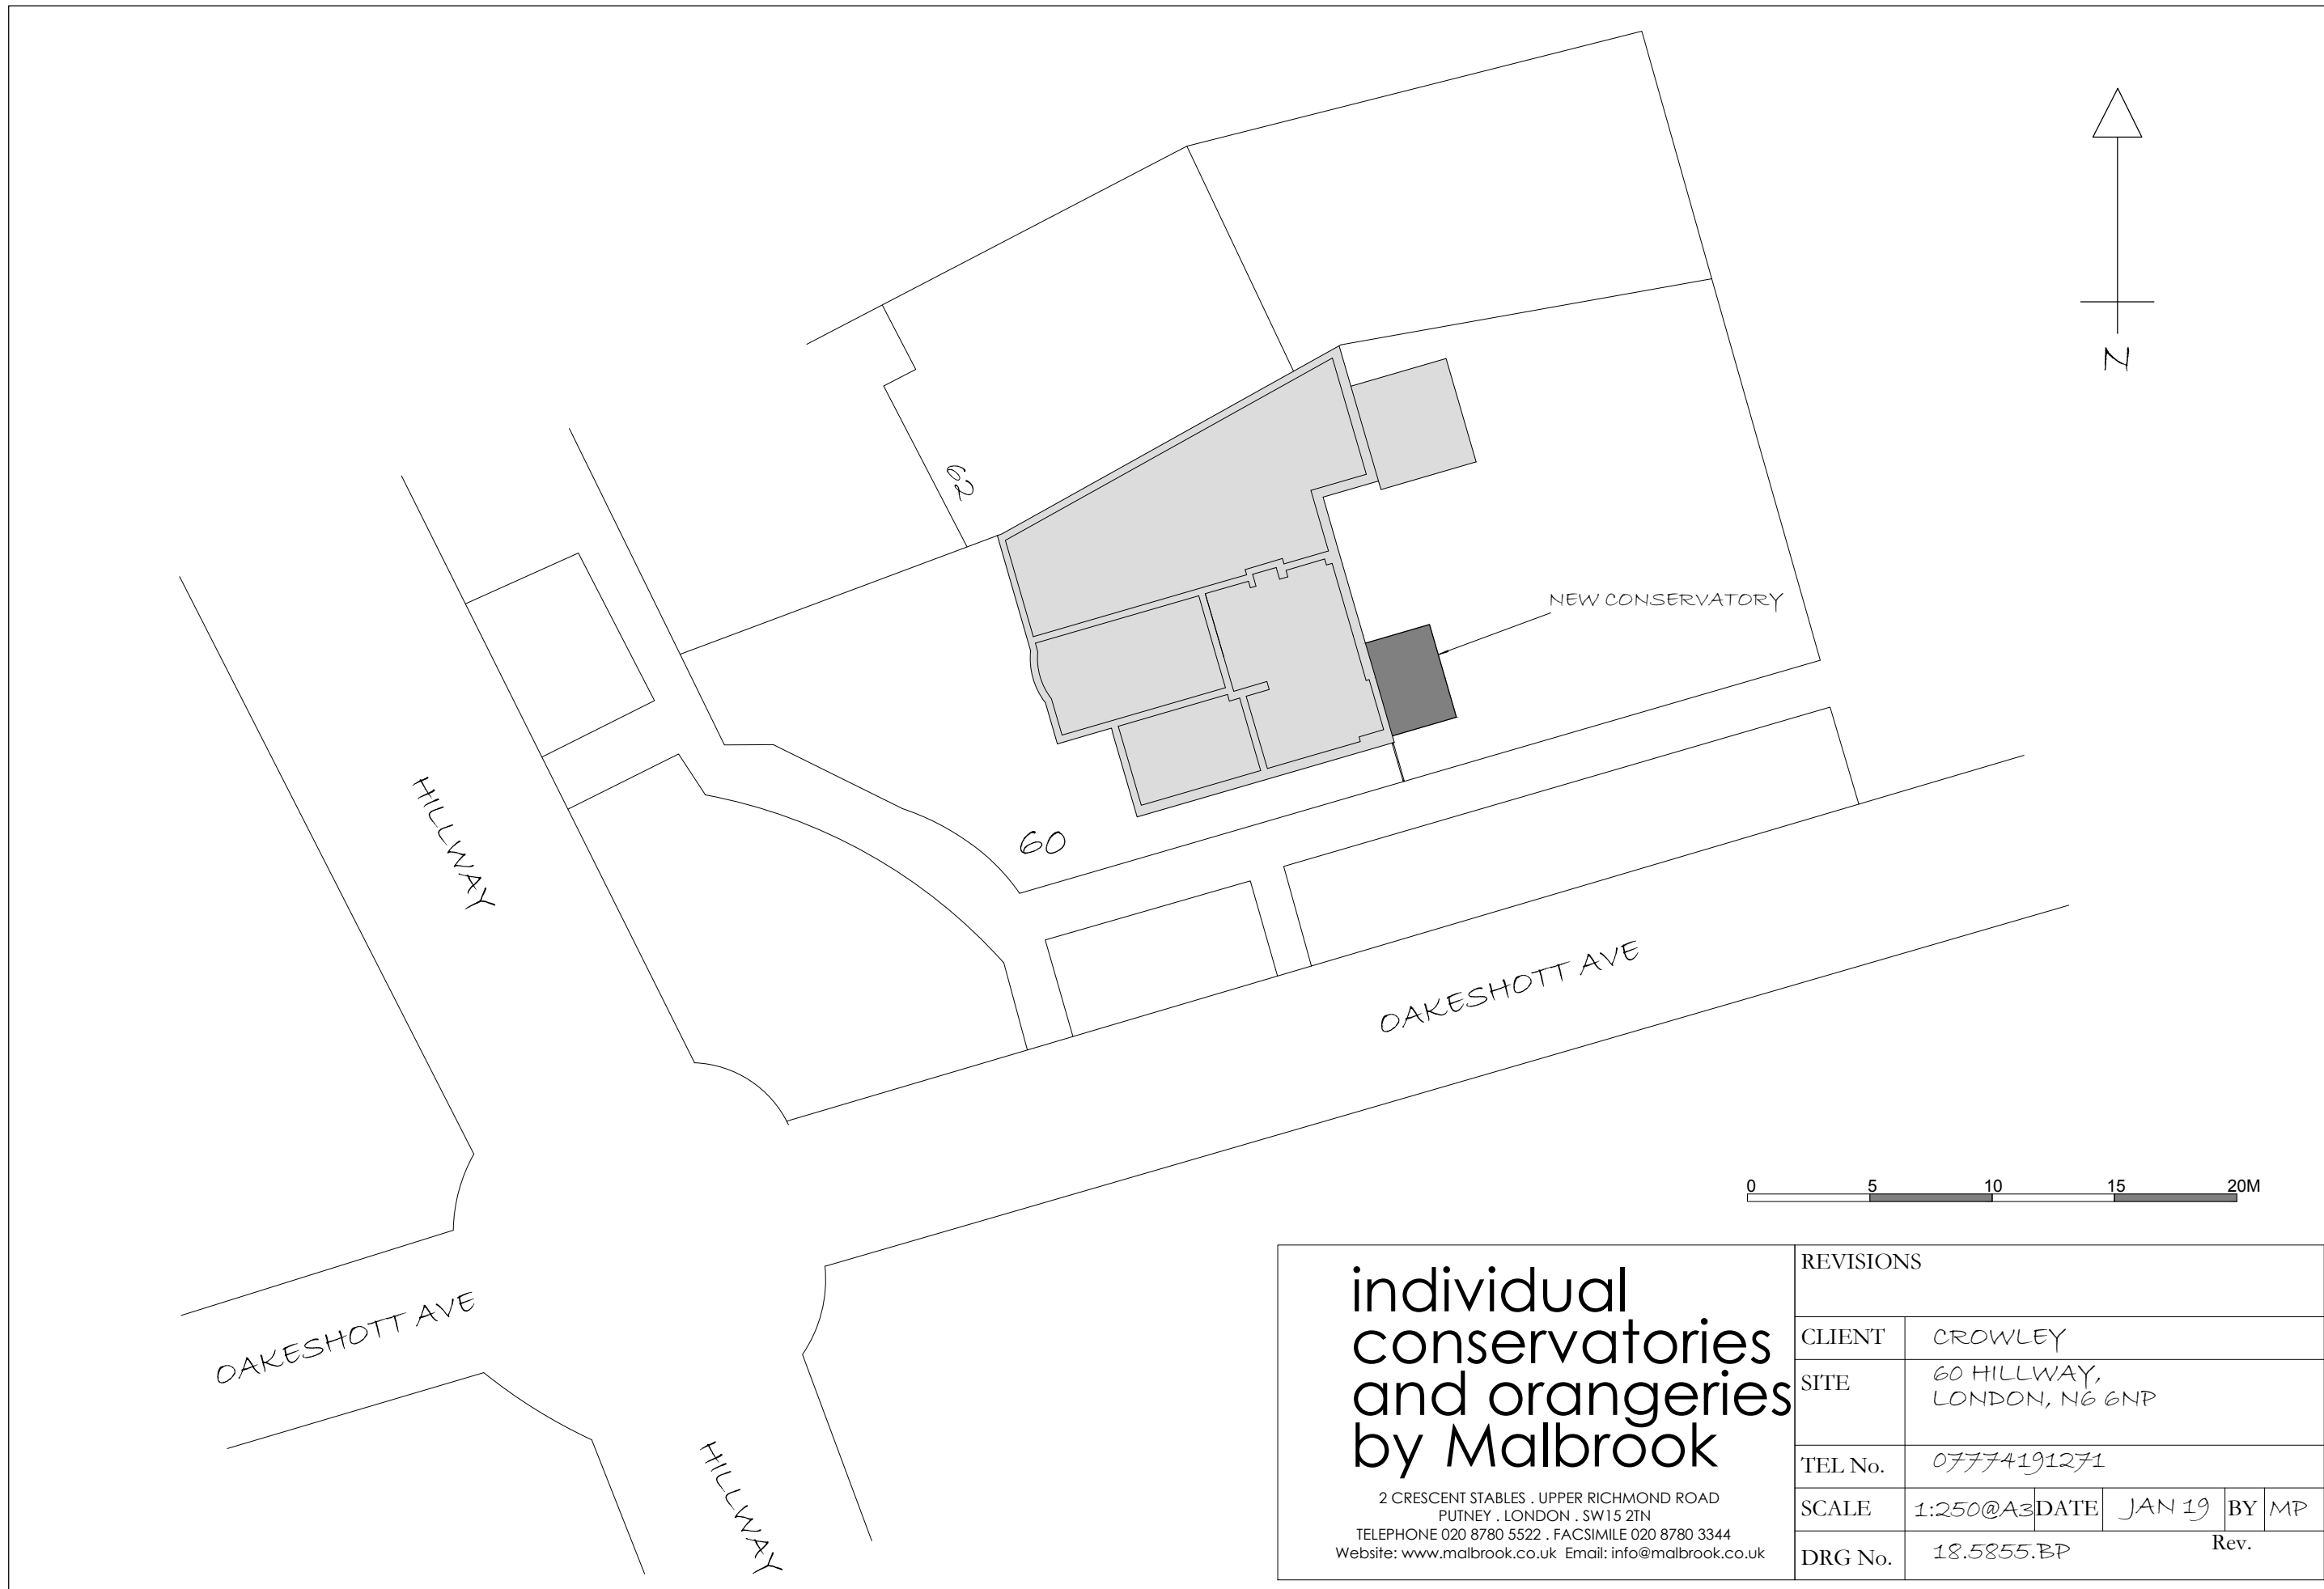 N
62
NEW CONSERVATORY
HILLWAY
60
OAKESHOTT AVE
0 5 10 15 20M
OAKESHOTT AVE
HILLWAY
individual
conservatories
and orangeries
by Malbrook
2 CRESCENT STABLES . UPPER RICHMOND ROAD
PUTNEY . LONDON . SW15 2TN
TELEPHONE 020 8780 5522 . FACSIMILE 020 8780 3344
Website: www.malbrook.co.uk Email: info@malbrook.co.uk
REVISIONS
CLIENT CROWLEY
SITE 60 HILLWAY,
LONDON, N6 6NP
TEL No. 07774191271
SCALE 1:250@A3 DATE JAN 19 BY MP
DRG No. 18.5855.BP Rev.